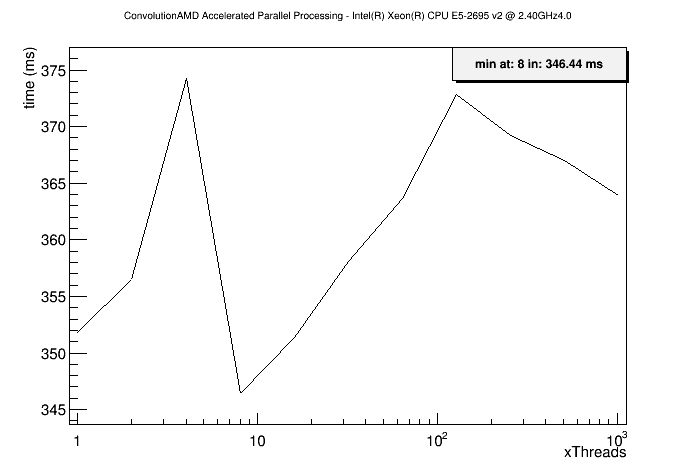 ConvolutionAMD Accelerated Parallel Processing - Intel(R) Xeon(R) CPU E5-2695 v2 @ 2.40GHz4.0
time (ms)
min at: 8 in: 346.44 ms
375
370
365
360
355
350
345
1 10 10² 10³
xThreads